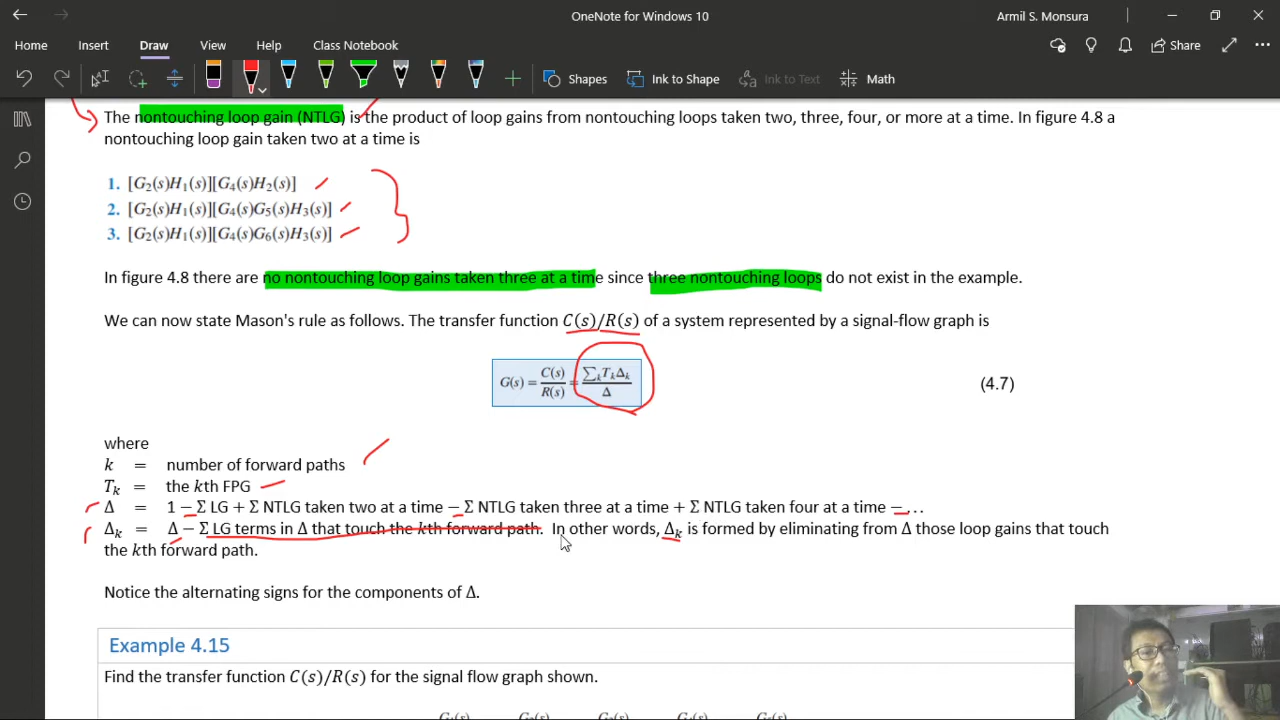 OneNote for Windows 10
Armil S. Monsura
Home Insert Draw View Help Class Notebook
Share
Shapes Ink to Shape Ink to Text Math
The nontouching loop gain (NTLG) is the product of loop gains from nontouching loops taken two, three, four, or more at a time. In figure 4.8 a
nontouching loop gain taken two at a time is
1. [G₂(s)H₁(s)][G₄(s)H₂(s)]
2. [G₂(s)H₁(s)][G₄(s)G₅(s)H₃(s)]
3. [G₂(s)H₁(s)][G₄(s)G₆(s)H₃(s)]
In figure 4.8 there are no nontouching loop gains taken three at a time since three nontouching loops do not exist in the example.
We can now state Mason's rule as follows. The transfer function C(s)/R(s) of a system represented by a signal-flow graph is
G(s) = C(s)/R(s) = ∑ₖTₖΔₖ/Δ (4.7)
where
k = number of forward paths
Tₖ = the kth FPG
Δ = 1 − Σ LG + Σ NTLG taken two at a time − Σ NTLG taken three at a time + Σ NTLG taken four at a time − …
Δₖ = Δ − Σ LG terms in Δ that touch the kth forward path. In other words, Δₖ is formed by eliminating from Δ those loop gains that touch
the kth forward path.
Notice the alternating signs for the components of Δ.
Example 4.15
Find the transfer function C(s)/R(s) for the signal flow graph shown.